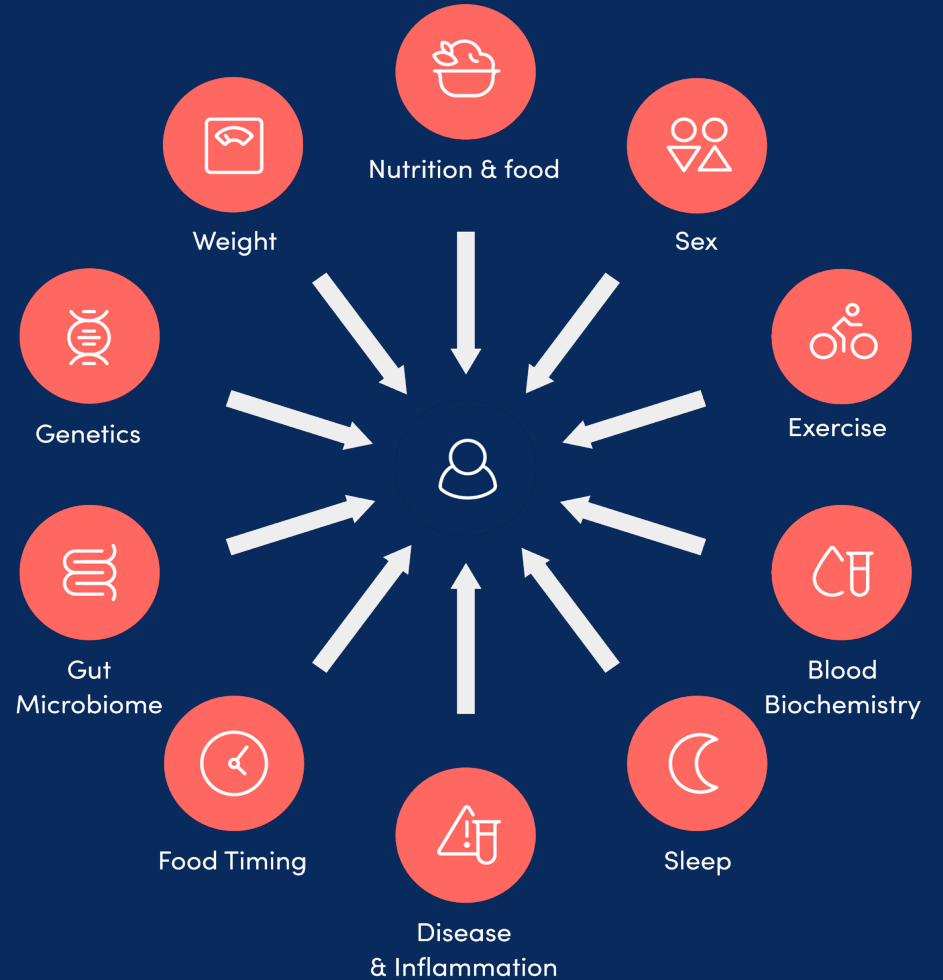 Nutrition & food
Weight
Sex
Genetics
Exercise
Gut
Microbiome
Blood
Biochemistry
Food Timing
Sleep
Disease
& Inflammation